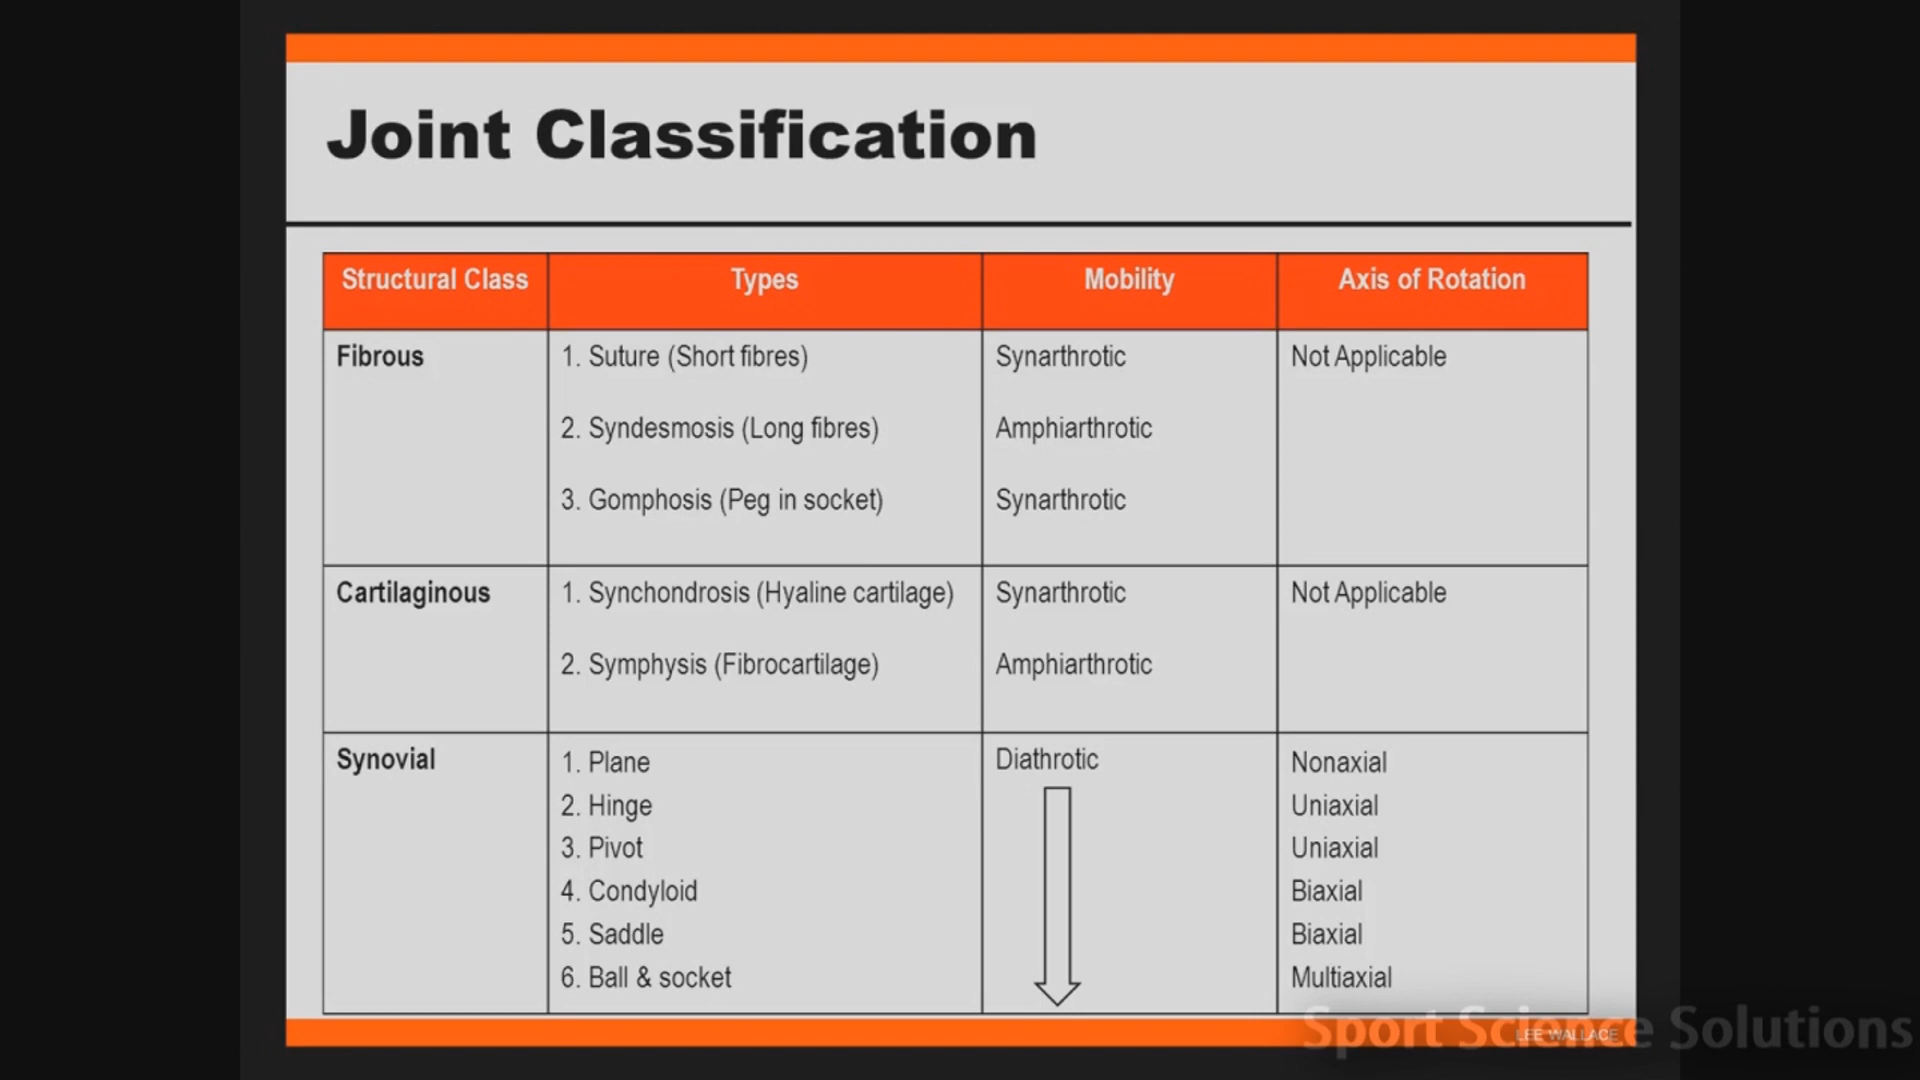 Joint Classification
Structural Class Types Mobility Axis of Rotation
Fibrous 1. Suture (Short fibres) Synarthrotic Not Applicable
2. Syndesmosis (Long fibres) Amphiarthrotic
3. Gomphosis (Peg in socket) Synarthrotic
Cartilaginous 1. Synchondrosis (Hyaline cartilage) Synarthrotic Not Applicable
2. Symphysis (Fibrocartilage) Amphiarthrotic
Synovial 1. Plane Diathrotic Nonaxial
2. Hinge Uniaxial
3. Pivot Uniaxial
4. Condyloid Biaxial
5. Saddle Biaxial
6. Ball & socket Multiaxial
LEE WALLACE
Sport Science Solutions